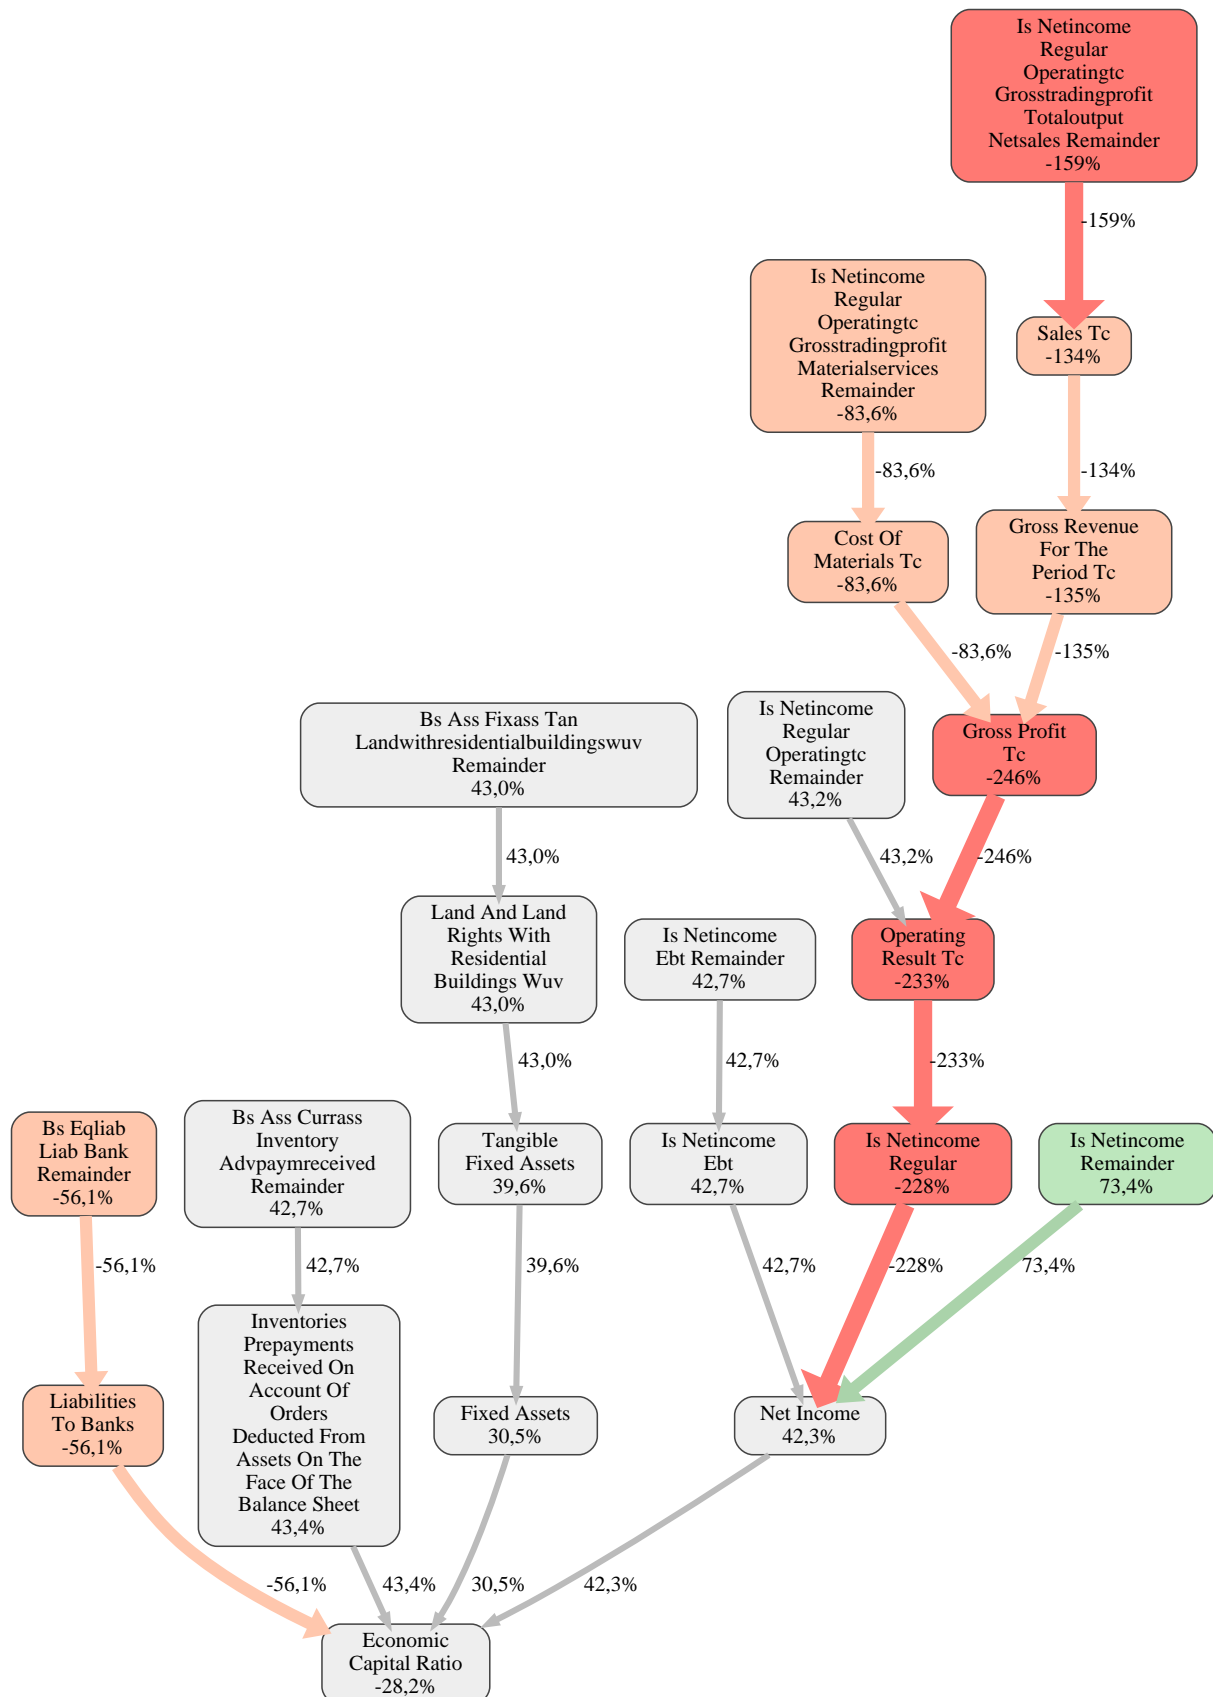 Is Netincome
Regular
Operatingtc
Grosstradingprofit
Totaloutput
Netsales Remainder
-159%
-159%
Is Netincome
Regular
Operatingtc
Grosstradingprofit
Materialservices
Remainder
-83,6%
Sales Tc
-134%
-83,6%
-134%
Cost Of
Materials Tc
-83,6%
Gross Revenue
For The
Period Tc
-135%
-83,6%
-135%
Bs Ass Fixass Tan
Landwithresidentialbuildingswuv
Remainder
43,0%
Is Netincome
Regular
Operatingtc
Remainder
43,2%
Gross Profit
Tc
-246%
43,0%
43,2%
-246%
Land And Land
Rights With
Residential
Buildings Wuv
43,0%
Is Netincome
Ebt Remainder
42,7%
Operating
Result Tc
-233%
43,0%
42,7%
-233%
Bs Eqliab
Liab Bank
Remainder
-56,1%
Bs Ass Currass
Inventory
Advpaymreceived
Remainder
42,7%
Tangible
Fixed Assets
39,6%
Is Netincome
Ebt
42,7%
Is Netincome
Regular
-228%
Is Netincome
Remainder
73,4%
-56,1%
42,7%
39,6%
42,7%
-228%
73,4%
Liabilities
To Banks
-56,1%
Inventories
Prepayments
Received On
Account Of
Orders
Deducted From
Assets On The
Face Of The
Balance Sheet
43,4%
Fixed Assets
30,5%
Net Income
42,3%
-56,1%
43,4%
30,5%
42,3%
Economic
Capital Ratio
-28,2%